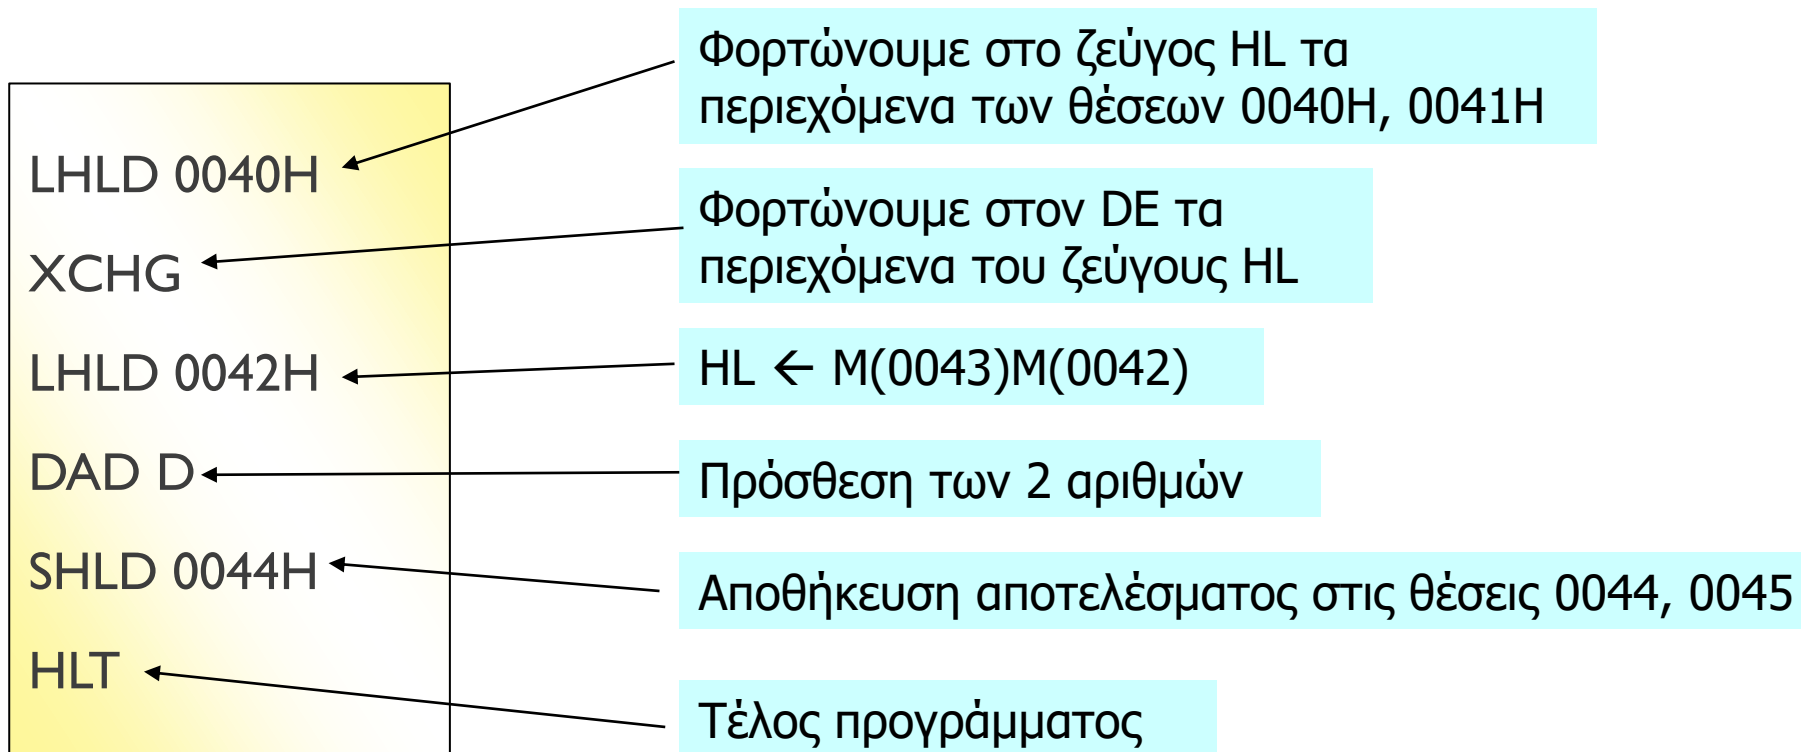 LHLD 0040H
Φορτώνουμε στο ζεύγος HL τα
περιεχόμενα των θέσεων 0040H, 0041H
XCHG
Φορτώνουμε στον DE τα
περιεχόμενα του ζεύγους HL
LHLD 0042H
HL ← M(0043)M(0042)
DAD D
Πρόσθεση των 2 αριθμών
SHLD 0044H
Αποθήκευση αποτελέσματος στις θέσεις 0044, 0045
HLT
Τέλος προγράμματος